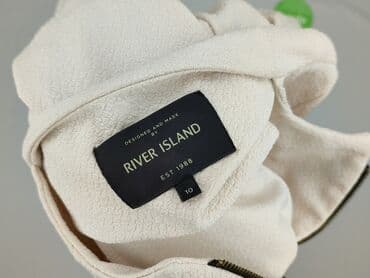 DESIGNED AND MADE
BY
RIVER ISLAND
EST 1988
10